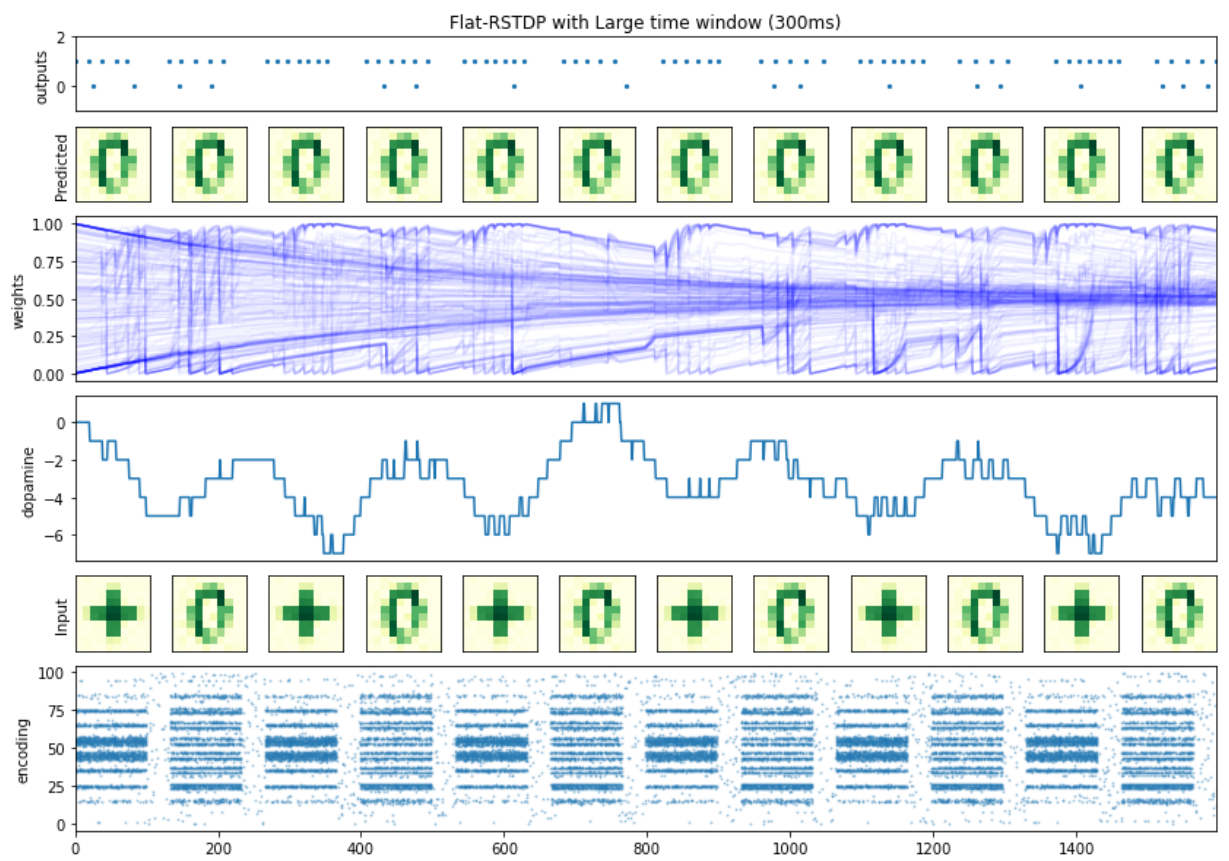 Flat-RSTDP with Large time window (300ms)
2
0
outputs
Predicted
1.00
0.75
0.50
0.25
0.00
weights
0
−2
−4
−6
dopamine
Input
100
75
50
25
0
encoding
0 200 400 600 800 1000 1200 1400